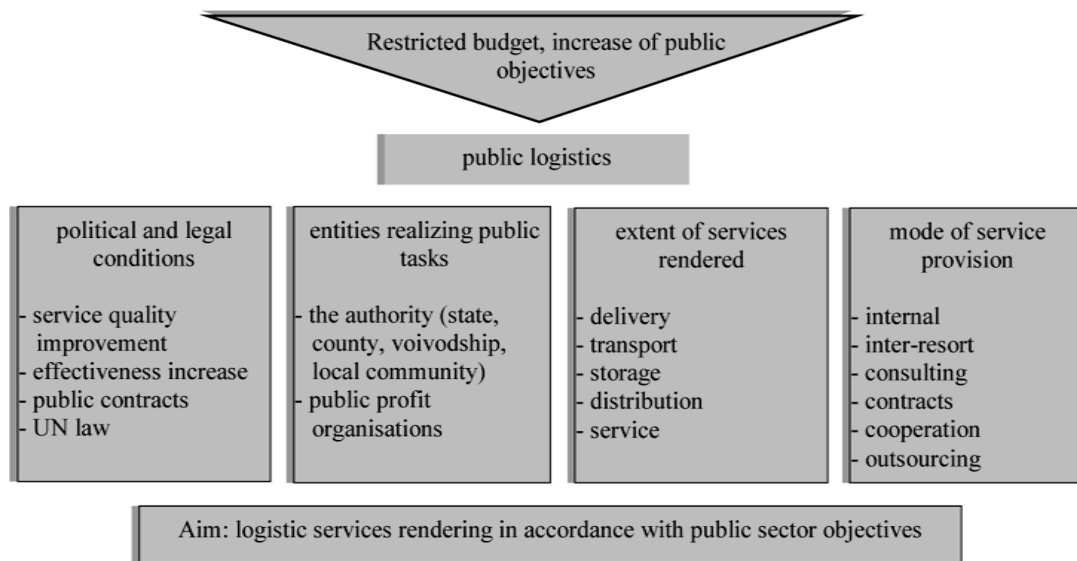 Restricted budget, increase of public
objectives
public logistics
political and legal
conditions
- service quality
improvement
- effectiveness increase
- public contracts
- UN law
entities realizing public
tasks
- the authority (state,
county, voivodship,
local community)
- public profit
organisations
extent of services
rendered
- delivery
- transport
- storage
- distribution
- service
mode of service
provision
- internal
- inter-resort
- consulting
- contracts
- cooperation
- outsourcing
Aim: logistic services rendering in accordance with public sector objectives